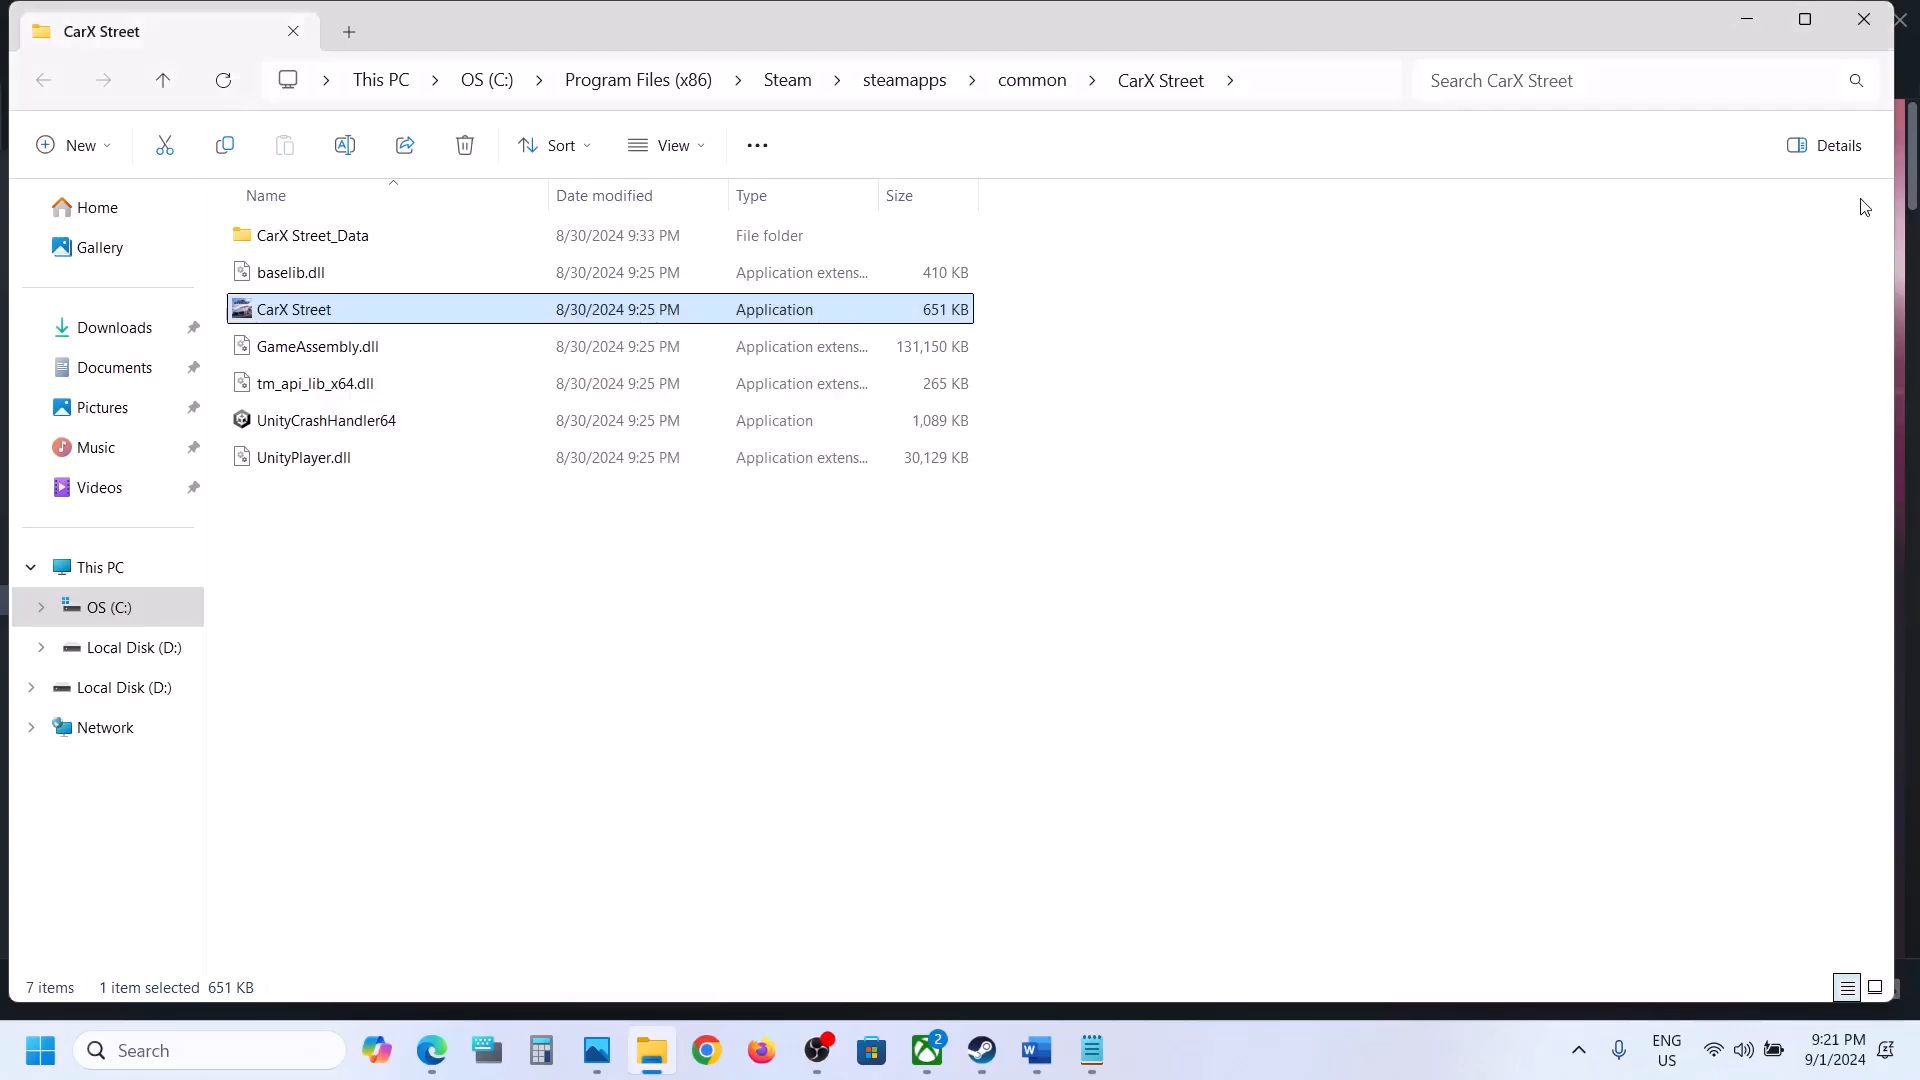 CarX Street
This PC
OS (C:)
Program Files (x86)
Steam
steamapps
common
CarX Street
Search CarX Street
New
Sort
View
Details
Name
Date modified
Type
Size
CarX Street_Data 8/30/2024 9:33 PM File folder
baselib.dll 8/30/2024 9:25 PM Application extens... 410 KB
CarX Street 8/30/2024 9:25 PM Application 651 KB
GameAssembly.dll 8/30/2024 9:25 PM Application extens... 131,150 KB
tm_api_lib_x64.dll 8/30/2024 9:25 PM Application extens... 265 KB
UnityCrashHandler64 8/30/2024 9:25 PM Application 1,089 KB
UnityPlayer.dll 8/30/2024 9:25 PM Application extens... 30,129 KB
Home
Gallery
Downloads
Documents
Pictures
Music
Videos
This PC
OS (C:)
Local Disk (D:)
Local Disk (D:)
Network
7 items 1 item selected 651 KB
Search
2
ENG
US
9:21 PM
9/1/2024